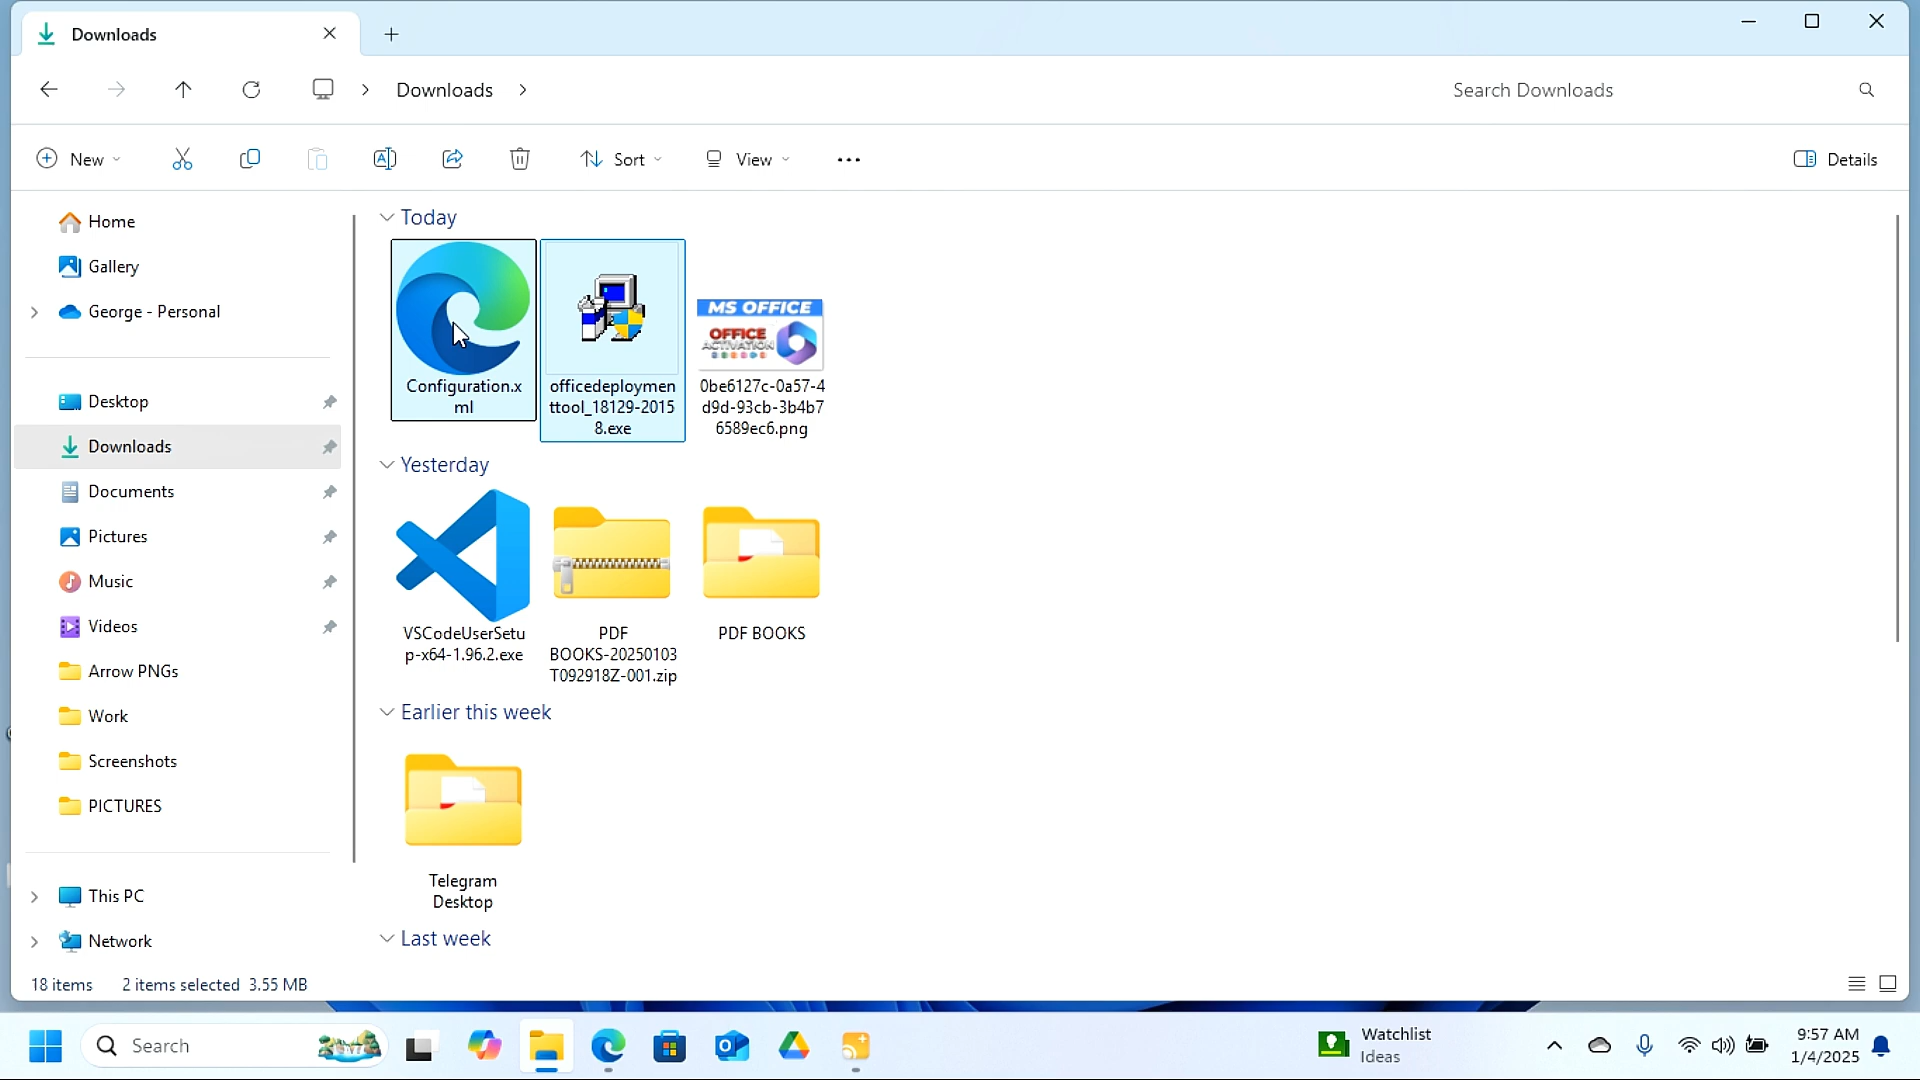 Downloads
Downloads
Search Downloads
New
Sort
View
Details
Home
Gallery
George - Personal
Desktop
Downloads
Documents
Pictures
Music
Videos
Arrow PNGs
Work
Screenshots
PICTURES
This PC
Network
Today
Configuration.x
ml
officedeploymen
ttool_18129-2015
8.exe
MS OFFICE
OFFICE
ACTIVATION
0be6127c-0a57-4
d9d-93cb-3b4b7
6589ec6.png
Yesterday
VSCodeUserSetu
p-x64-1.96.2.exe
PDF
BOOKS-20250103
T092918Z-001.zip
PDF BOOKS
Earlier this week
Telegram
Desktop
Last week
18 items
2 items selected 3.55 MB
Search
Watchlist
Ideas
9:57 AM
1/4/2025